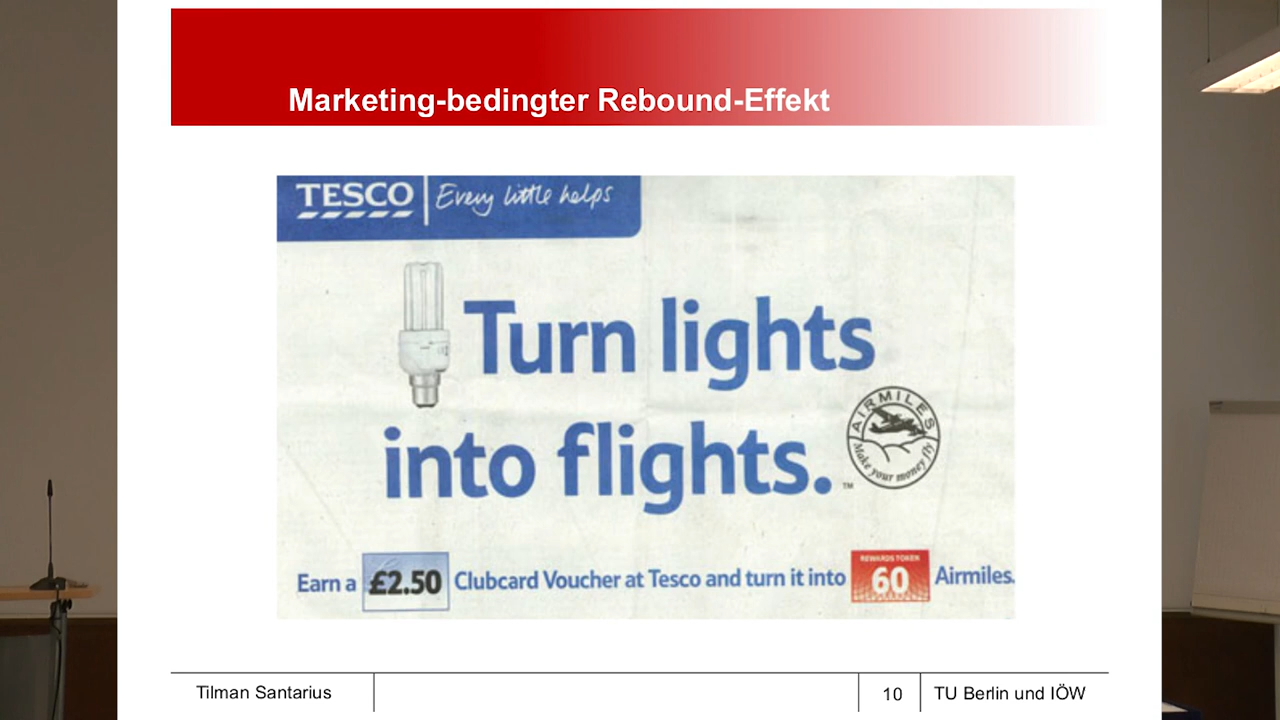 Marketing-bedingter Rebound-Effekt
TESCO Every little helps
Turn lights
into flights.
AIRMILES
Make your money fly
TM
REWARDS TOKEN
Earn a £2.50 Clubcard Voucher at Tesco and turn it into 60 Airmiles.
Tilman Santarius
10
TU Berlin und IÖW